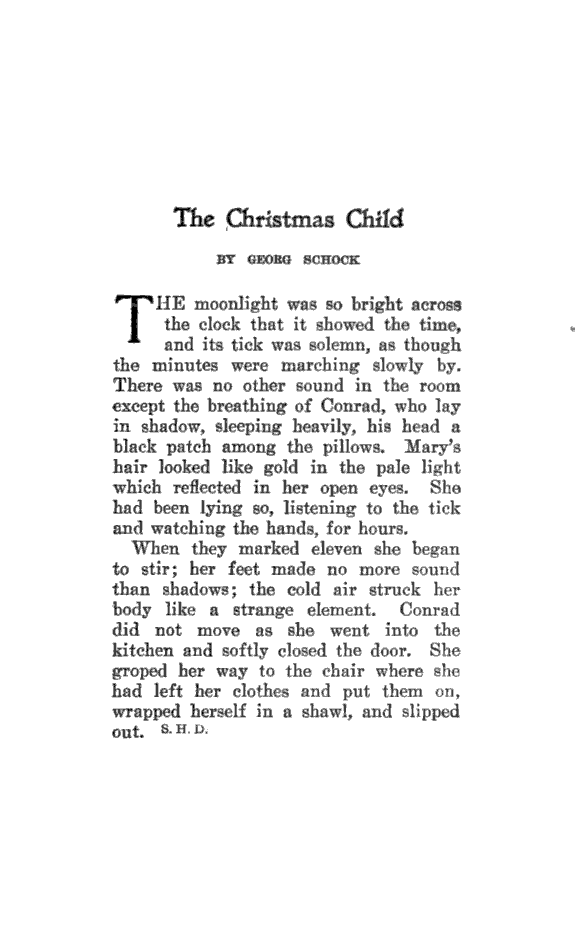 The Christmas Child
BY GEORG SCHOCK
THE moonlight was so bright across
the clock that it showed the time,
and its tick was solemn, as though
the minutes were marching slowly by.
There was no other sound in the room
except the breathing of Conrad, who lay
in shadow, sleeping heavily, his head a
black patch among the pillows. Mary's
hair looked like gold in the pale light
which reflected in her open eyes. She
had been lying so, listening to the tick
and watching the hands, for hours.
When they marked eleven she began
to stir; her feet made no more sound
than shadows; the cold air struck her
body like a strange element. Conrad
did not move as she went into the
kitchen and softly closed the door. She
groped her way to the chair where she
had left her clothes and put them on,
wrapped herself in a shawl, and slipped
out. S. H. D.